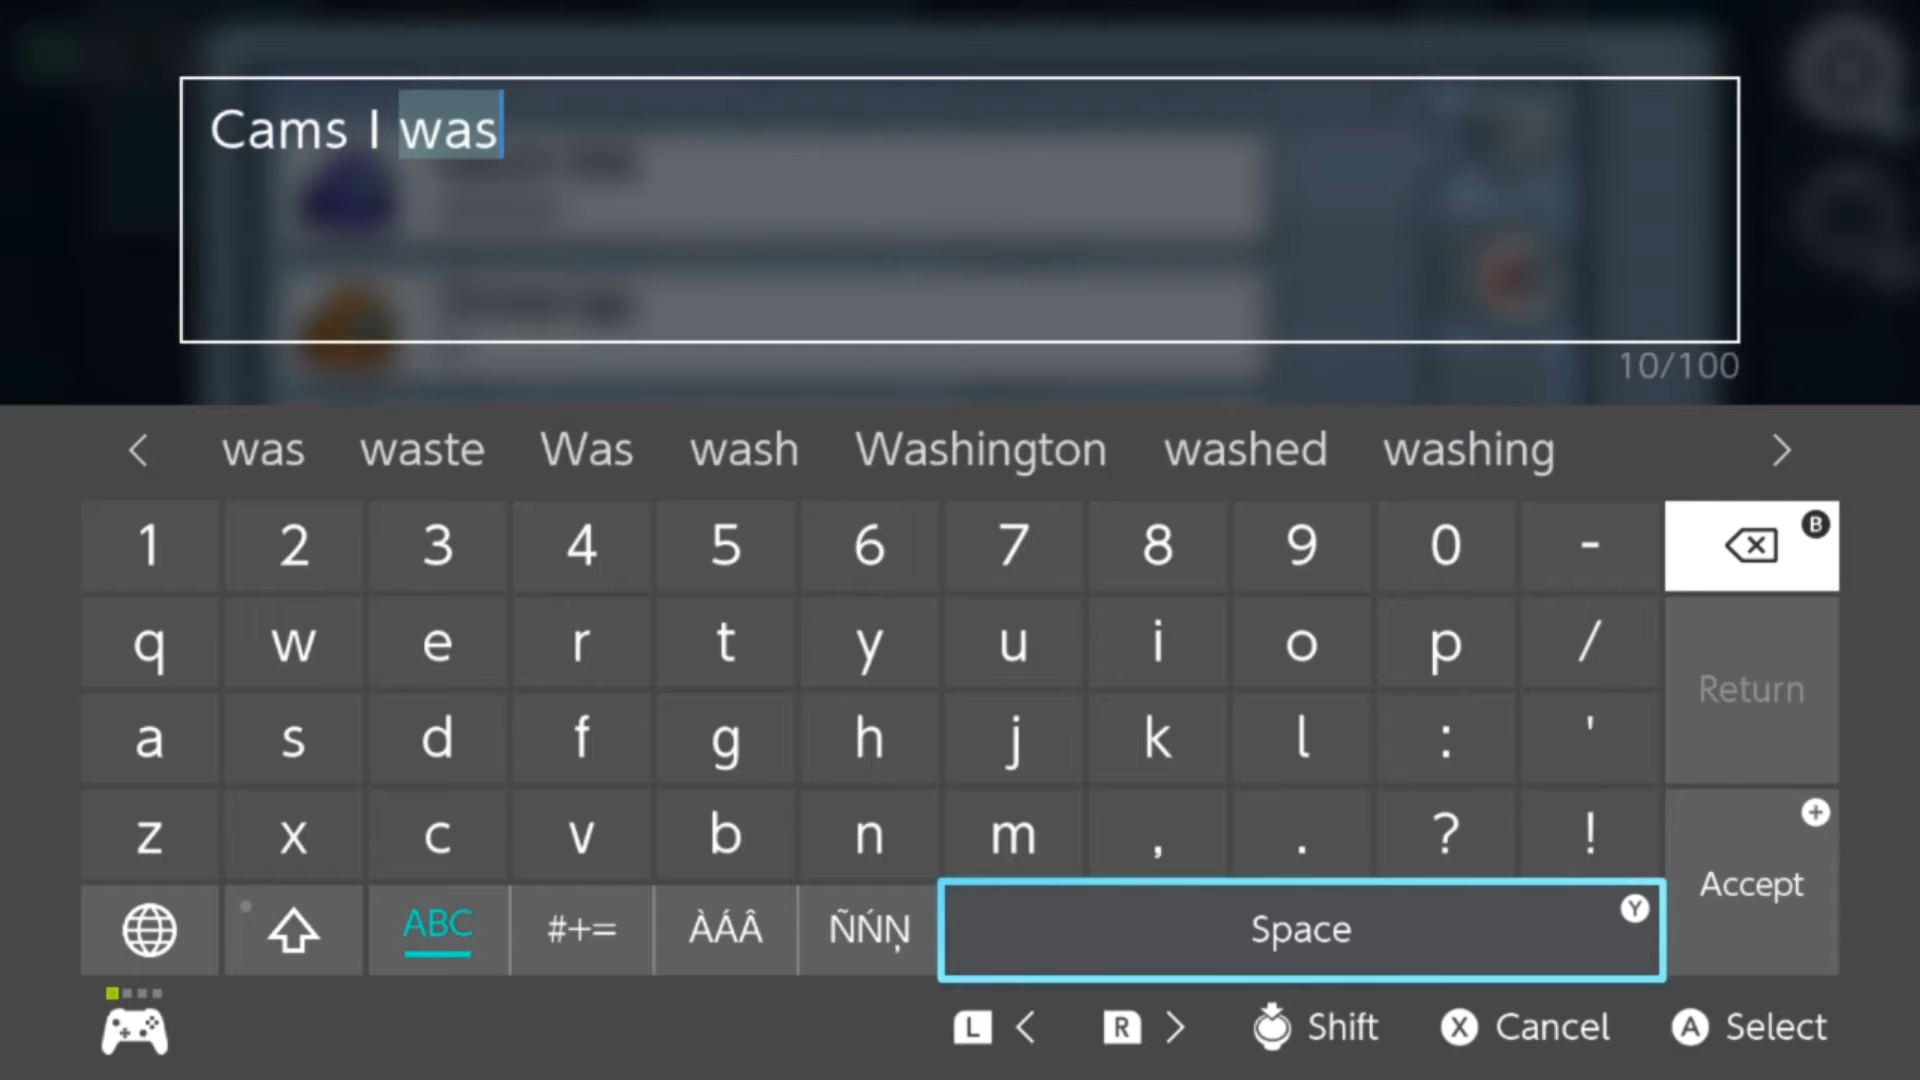 Cams I was
10/100
< was waste Was wash Washington washed washing >
1 2 3 4 5 6 7 8 9 0 - B
q w e r t y u i o p /
Return
a s d f g h j k l : '
z x c v b n m , . ? !
Accept
ABC #+= ÀÁÂ ÑŃŅ Space Y
L < R > Shift X Cancel A Select